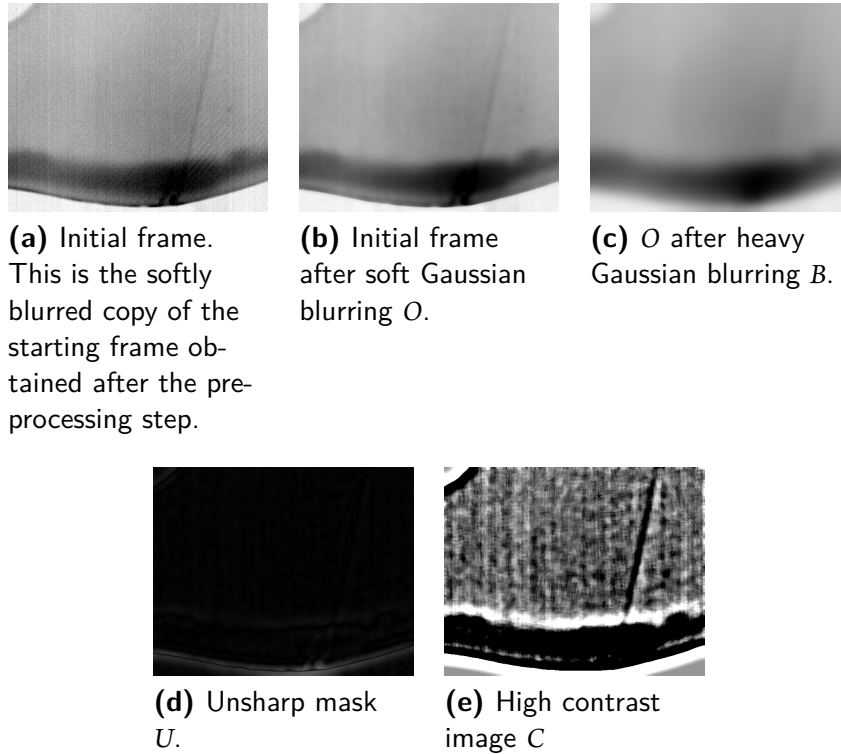 (a) Initial frame.
This is the softly
blurred copy of the
starting frame ob-
tained after the pre-
processing step.
(b) Initial frame
after soft Gaussian
blurring O.
(c) O after heavy
Gaussian blurring B.
(d) Unsharp mask
U.
(e) High contrast
image C